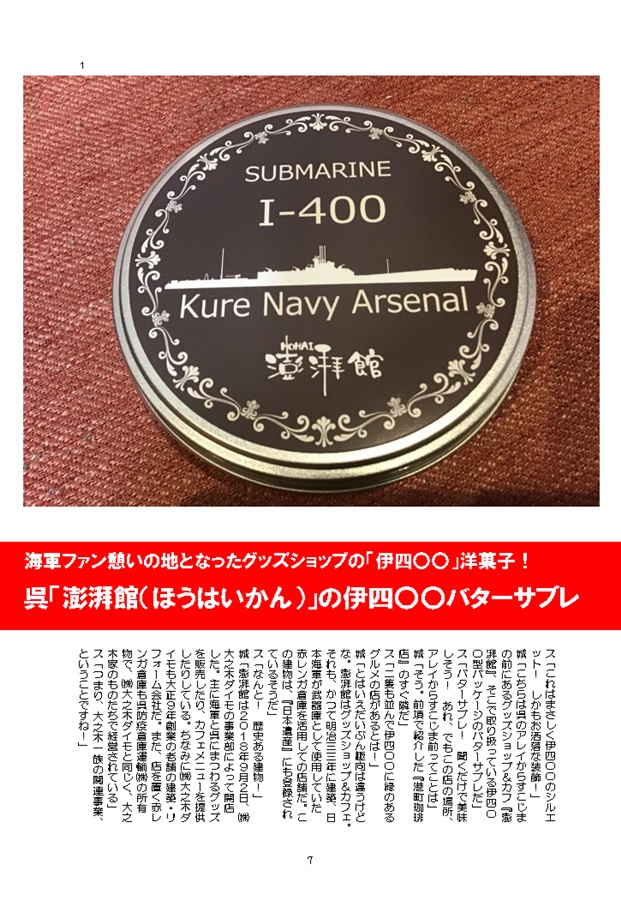 1
SUBMARINE
I-400
Kure Navy Arsenal
HOHAI
澎湃館
海軍ファン憩いの地となったグッズショップの「伊四〇〇」洋菓子！
呉「澎湃館（ほうはいかん）」の伊四〇〇バターサブレ
ス「これはまさしく伊四〇〇のシルエ
ット！　しかもお洒落な装飾！」
城「こちらは呉のアレイからすこじま
の前にあるグッズショップ＆カフ『澎
湃館』、そこで取り扱っている伊四〇
〇型パッケージのバターサブレだ」
ス「バターサブレ！　聞くだけで美味
しそう！　あれ、でもこの店の場所、
アレイからすこじま前ってことは」
城「そう、前項で紹介した『港町珈琲
店』のすぐ隣だ」
ス「二葉も並んで伊四〇〇に縁のある
グルメの店があるとは！」
城「とはいえだいぶん趣向は違うけど
な。澎湃館はグッズショップ＆カフェ。
それも、かつて明治三三年に建築、日
本海軍が武器庫として使用していた
赤レンガ倉庫を活用しての店舗だ。こ
の建物は、『日本遺産』にも登録され
ているそうだ」
ス「なんと！　歴史ある建物！」
城「澎湃館は２０１８年９月２日、㈱
大之木ダイモの事業部によって開店
した。主に海軍と呉にまつわるグッズ
を販売したり、カフェメニューを提供
したりしている。ちなみに㈱大之木ダ
イモも大正９年創業の老舗の建築・リ
フォーム会社だ。また、店を置く赤レ
ンガ倉庫も呉防疫倉庫運輸㈱の所有
物で、㈱大之木ダイモと同じく、大之
木家のものたちで経営されている」
ス「つまり、大之木一族の関連事業、
ということですね！」
7